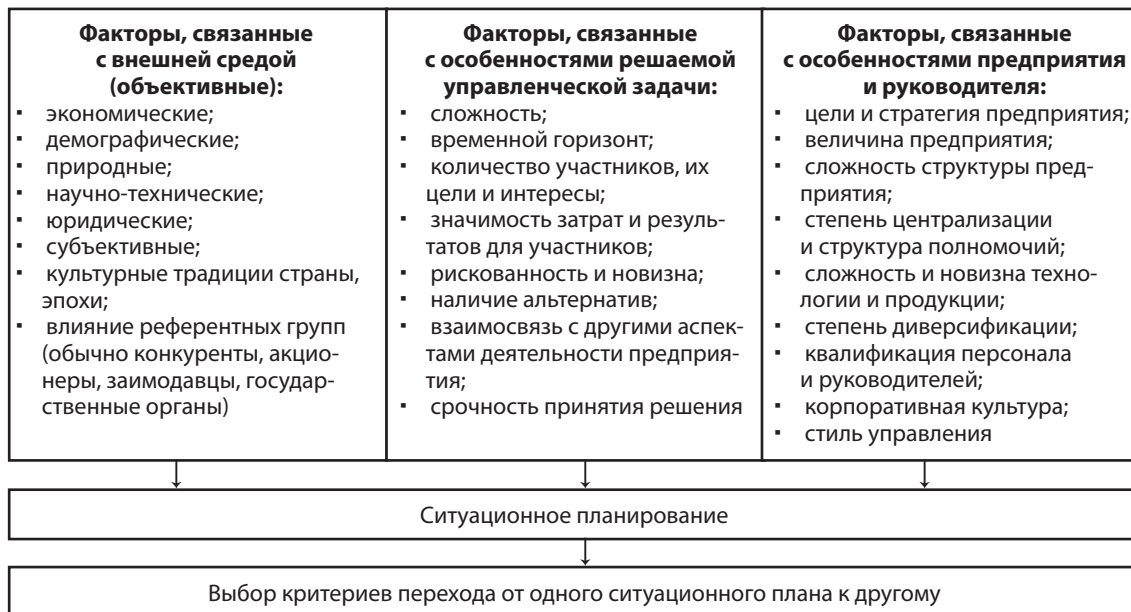 Факторы, связанные
с внешней средой
(объективные):
▪ экономические;
▪ демографические;
▪ природные;
▪ научно-технические;
▪ юридические;
▪ субъективные;
▪ культурные традиции страны,
эпохи;
▪ влияние референтных групп
(обычно конкуренты, акцио-
неры, заимодавцы, государ-
ственные органы)
Факторы, связанные
с особенностями решаемой
управленческой задачи:
▪ сложность;
▪ временной горизонт;
▪ количество участников, их
цели и интересы;
▪ значимость затрат и резуль-
татов для участников;
▪ рискованность и новизна;
▪ наличие альтернатив;
▪ взаимосвязь с другими аспек-
тами деятельности предприя-
тия;
▪ срочность принятия решения
Факторы, связанные
с особенностями предприятия
и руководителя:
▪ цели и стратегия предприятия;
▪ величина предприятия;
▪ сложность структуры пред-
приятия;
▪ степень централизации
и структура полномочий;
▪ сложность и новизна техно-
логии и продукции;
▪ степень диверсификации;
▪ квалификация персонала
и руководителей;
▪ корпоративная культура;
▪ стиль управления
Ситуационное планирование
Выбор критериев перехода от одного ситуационного плана к другому